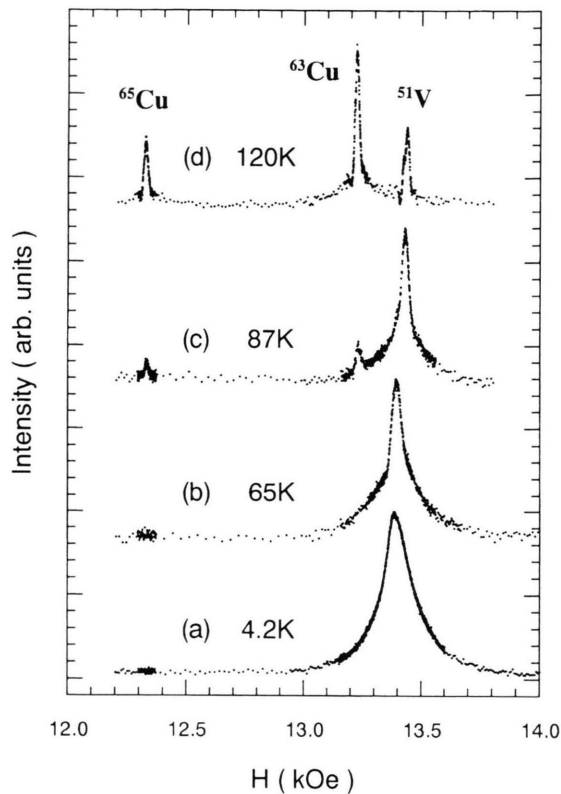 ⁶⁵Cu
⁶³Cu
⁵¹V
(d) 120K
(c) 87K
(b) 65K
(a) 4.2K
Intensity ( arb. units )
12.0 12.5 13.0 13.5 14.0
H ( kOe )